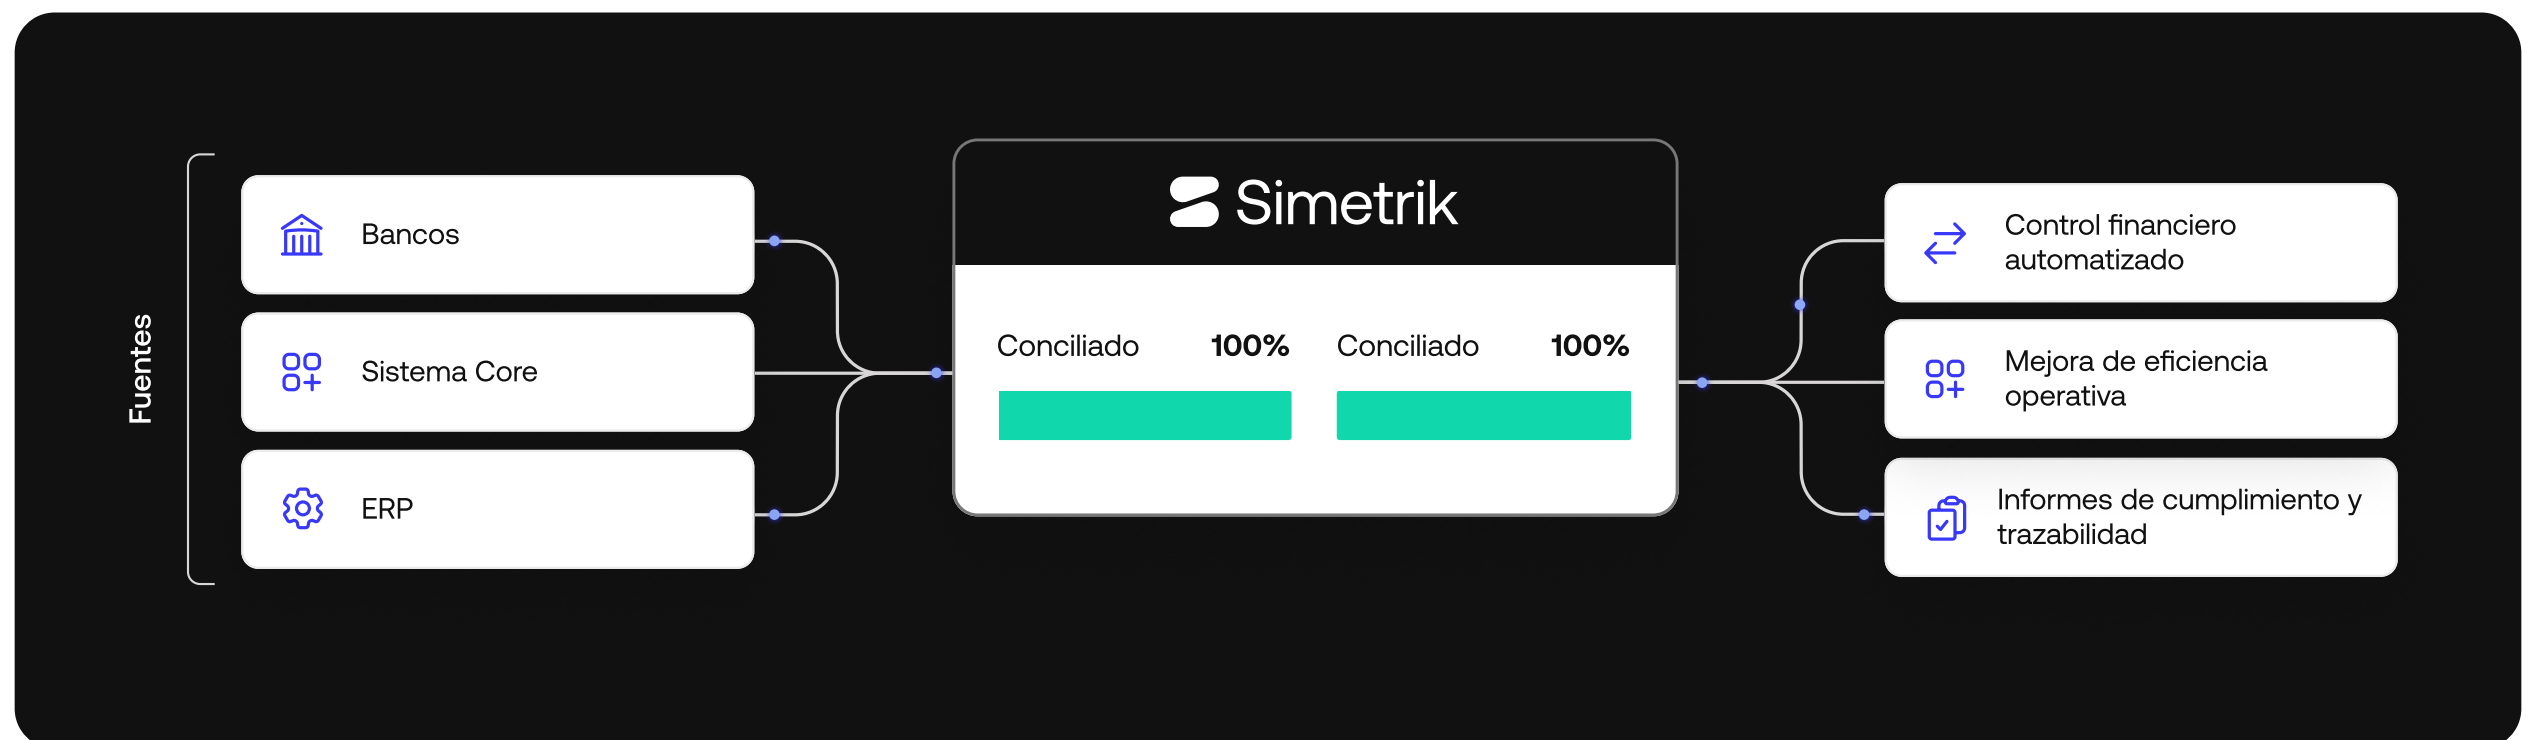 Fuentes
Bancos
Sistema Core
ERP
Simetrik
Conciliado 100% Conciliado 100%
Control financiero
automatizado
Mejora de eficiencia
operativa
Informes de cumplimiento y
trazabilidad